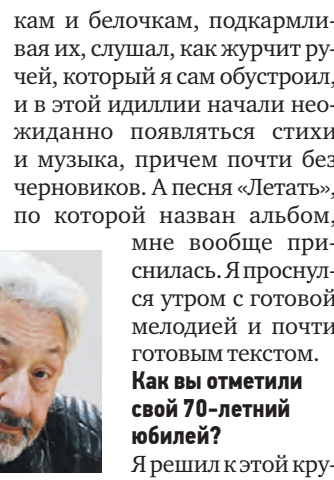 кам и белочкам, подкармли-
вая их, слушал, как журчит ру-
чей, который я сам обустроил,
и в этой идиллии начали нео-
жиданно появляться стихи
и музыка, причем почти без
черновиков. А песня «Летать»,
по которой назван альбом,
мне вообще при-
снилась. Я проснул-
ся утром с готовой
мелодией и почти
готовым текстом.
Как вы отметили
свой 70-летний
юбилей?
Я решил к этой кру-